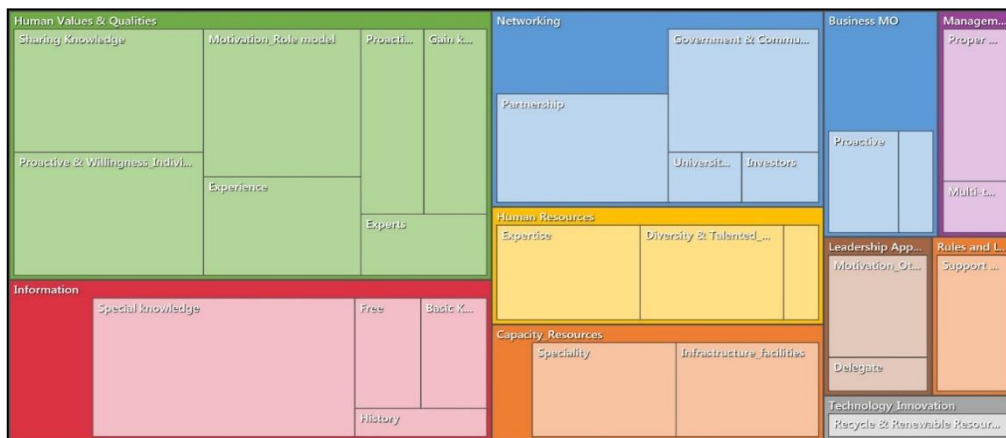 Human Values & Qualities
Sharing Knowledge
Motivation_Role model
Proacti...
Gain k...
Proactive & Willingness_Indivi...
Experience
Experts
Information
Special knowledge
Free
Basic K...
History
Networking
Government & Commu...
Partnership
Universit...
Investors
Human Resources
Expertise
Diversity & Talented_...
Capacity_Resources
Speciality
Infrastructure_facilities
Business MO
Proactive
Managem...
Proper ...
Multi-t...
Leadership App...
Motivation_Ot...
Delegate
Rules and L...
Support ...
Technology_Innovation
Recycle & Renewable Resour...